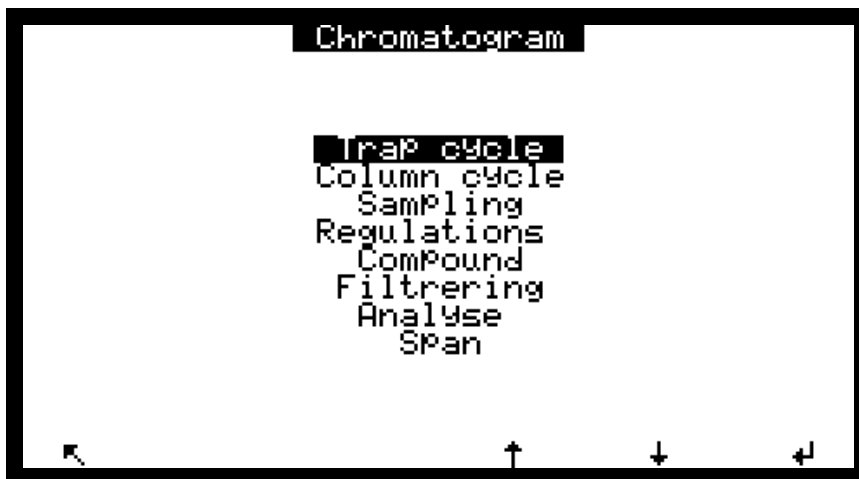 Chromatogram
Trap cycle
Column cycle
Sampling
Regulations
Compound
Filtrering
Analyse
Span